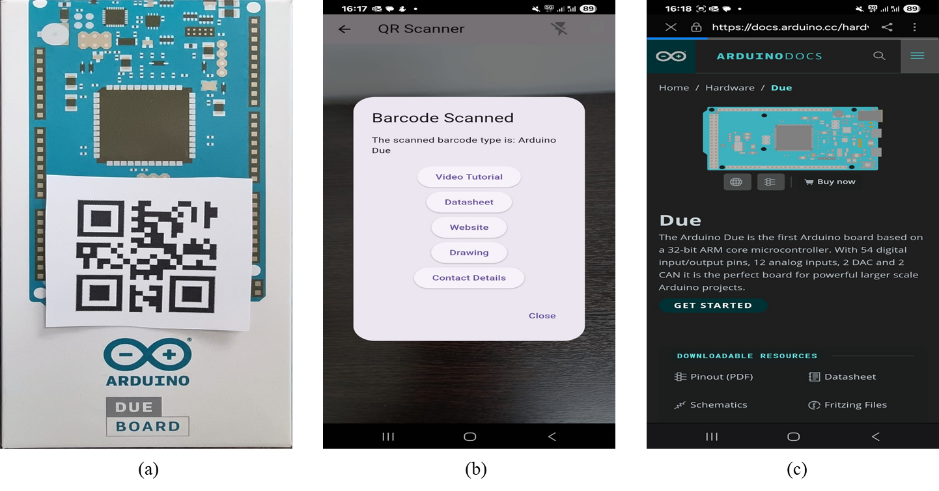 ARDUINO
DUE
BOARD
(a)
16:17
89
QR Scanner
Barcode Scanned
The scanned barcode type is: Arduino
Due
Video Tutorial
Datasheet
Website
Drawing
Contact Details
Close
(b)
16:18
89
https://docs.arduino.cc/hard
ARDUINODOCS
Home / Hardware / Due
Buy now
Due
The Arduino Due is the first Arduino board based on
a 32-bit ARM core microcontroller. With 54 digital
input/output pins, 12 analog inputs, 2 DAC and 2
CAN it is the perfect board for powerful larger scale
Arduino projects.
GET STARTED
DOWNLOADABLE RESOURCES
Pinout (PDF)
Datasheet
Schematics
Fritzing Files
(c)